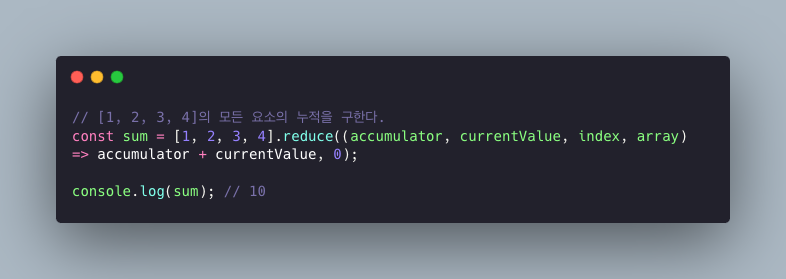 // [1, 2, 3, 4]의 모든 요소의 누적을 구한다.
const sum = [1, 2, 3, 4].reduce((accumulator, currentValue, index, array)
=> accumulator + currentValue, 0);
console.log(sum); // 10